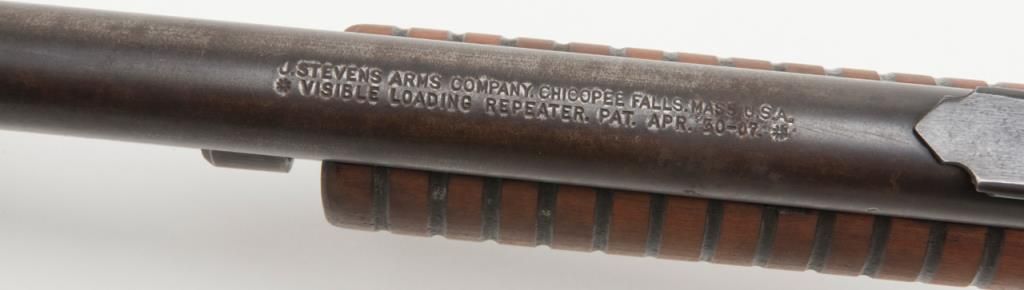 J. STEVENS ARMS COMPANY. CHICOPEE FALLS. MASS. U.S.A.
* VISIBLE LOADING REPEATER. PAT. APR. 30-07. *